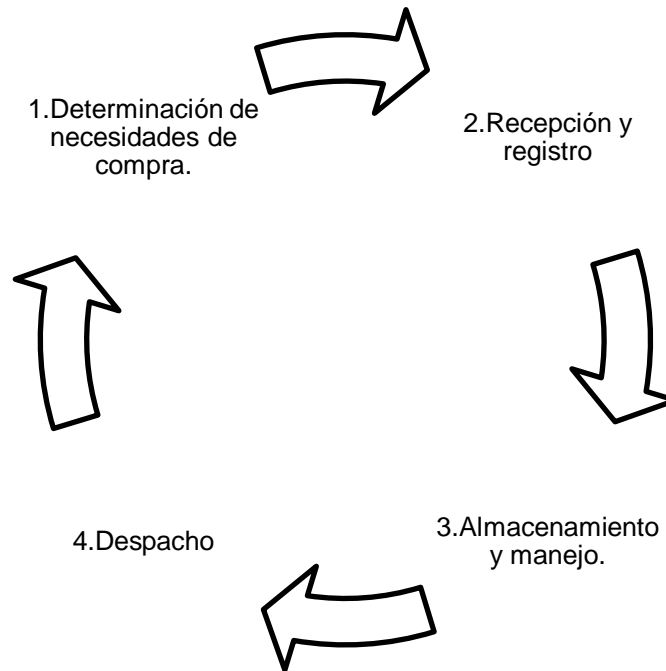 1.Determinación de
necesidades de
compra.
2.Recepción y
registro
3.Almacenamiento
y manejo.
4.Despacho